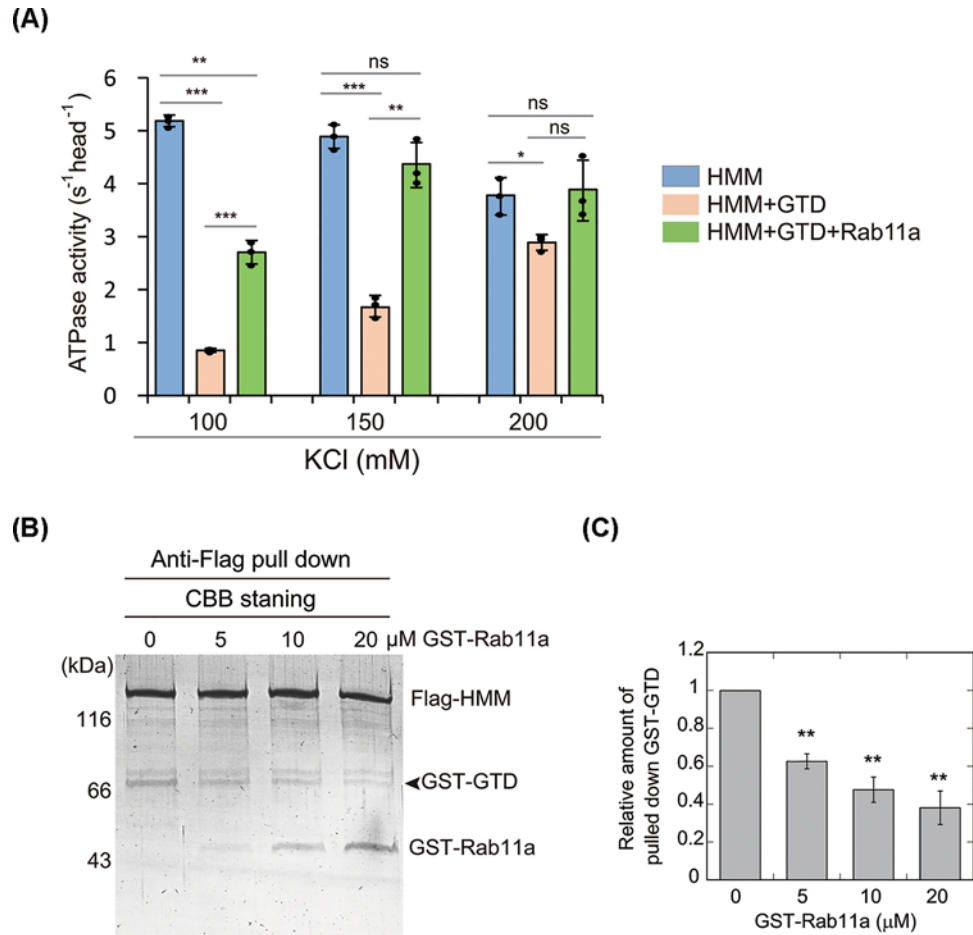 (A)
ATPase activity (s⁻¹head⁻¹)
6
5
4
3
2
1
0
**
***
***
ns
***
**
ns
ns
*
100
150
200
KCl (mM)
HMM
HMM+GTD
HMM+GTD+Rab11a
(B)
Anti-Flag pull down
CBB staning
0 5 10 20 μM GST-Rab11a
(kDa)
Flag-HMM
116
GST-GTD
66
GST-Rab11a
43
(C)
Relative amount of
pulled down GST-GTD
1.2
1
0.8
0.6
0.4
0.2
0
**
**
**
0 5 10 20
GST-Rab11a (μM)